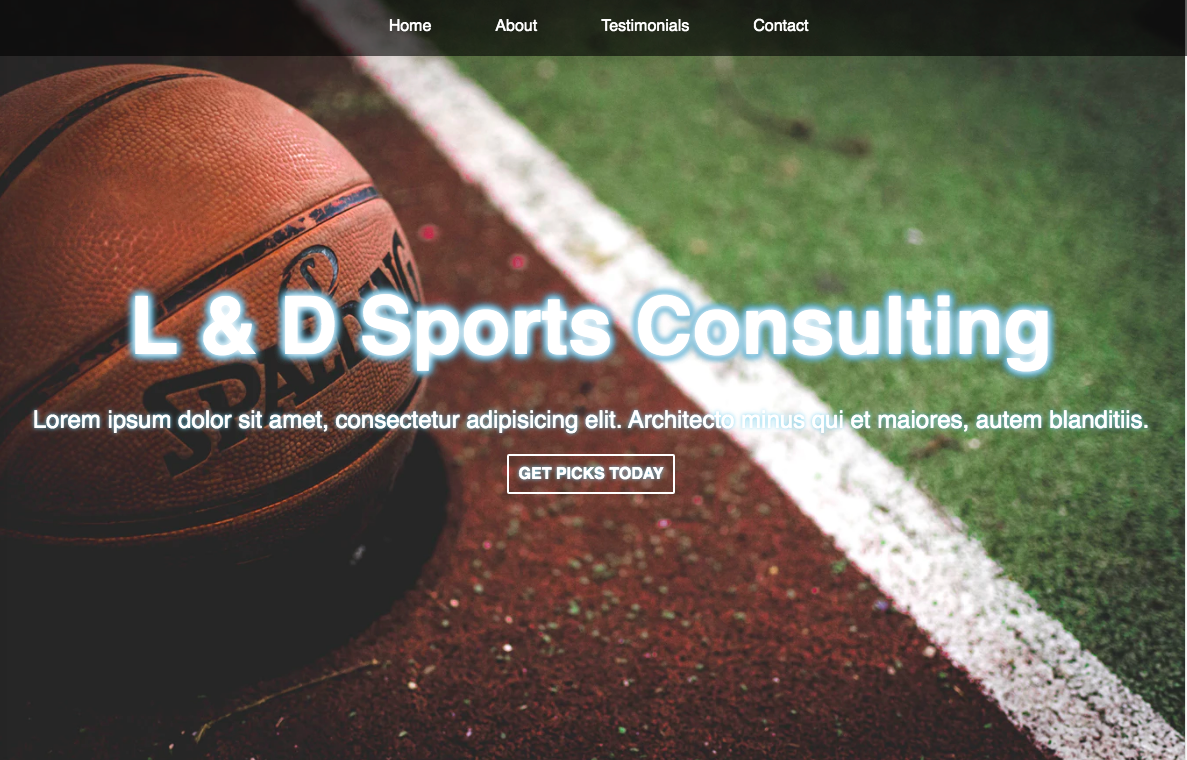 Home About Testimonials Contact
SPALDING
L & D Sports Consulting
Lorem ipsum dolor sit amet, consectetur adipisicing elit. Architecto minus qui et maiores, autem blanditiis.
GET PICKS TODAY